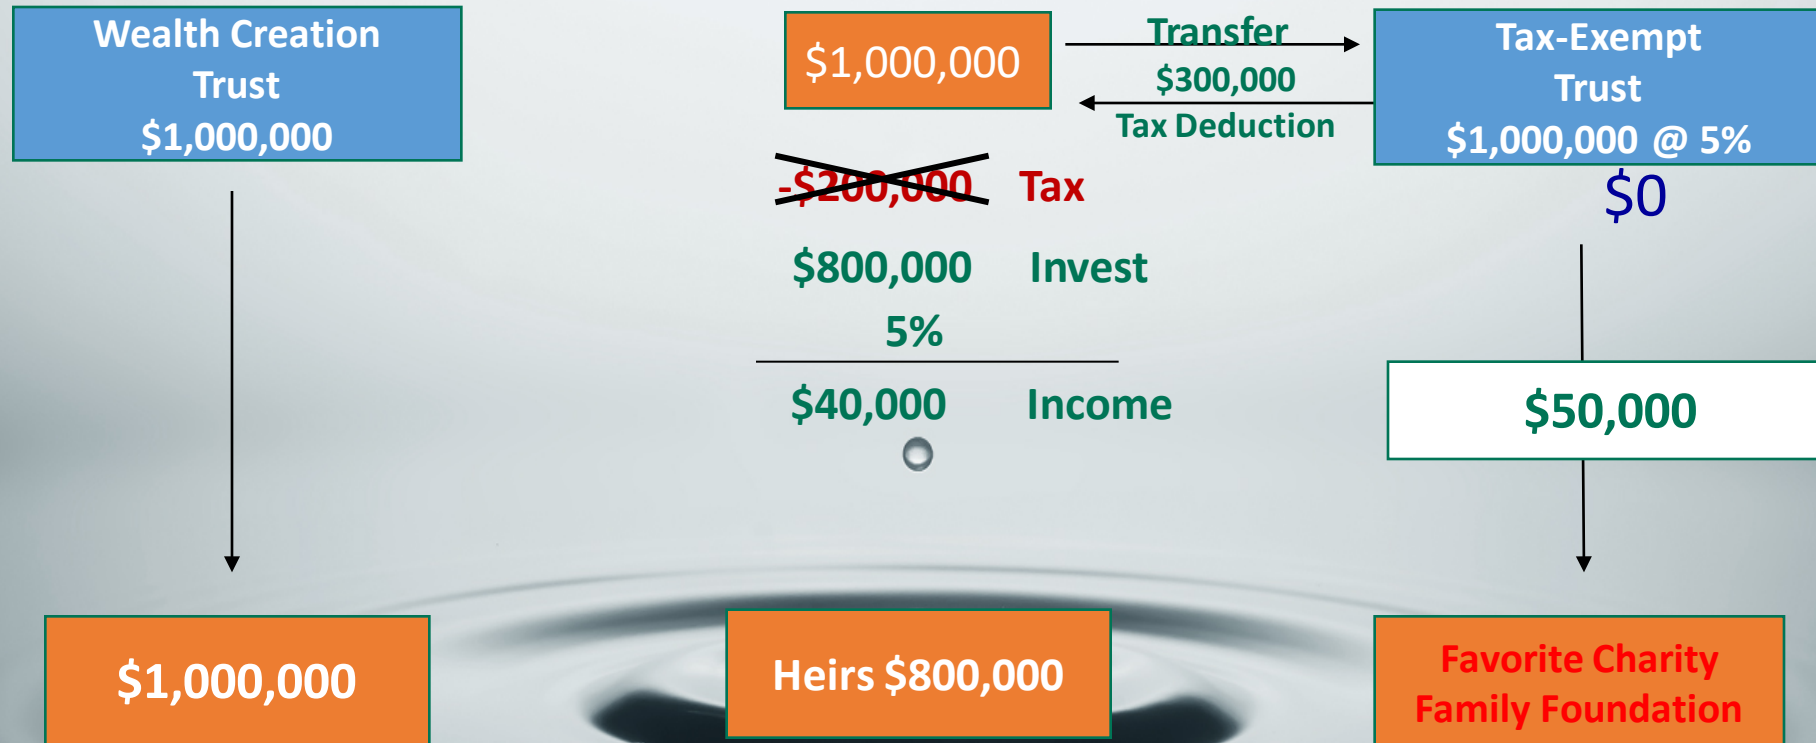 Wealth Creation
Trust
$1,000,000
$1,000,000
Transfer
$300,000
Tax Deduction
Tax-Exempt
Trust
$1,000,000 @ 5%
$0
-$200,000 Tax
$800,000 Invest
5%
$40,000 Income
$50,000
$1,000,000
Heirs $800,000
Favorite Charity
Family Foundation